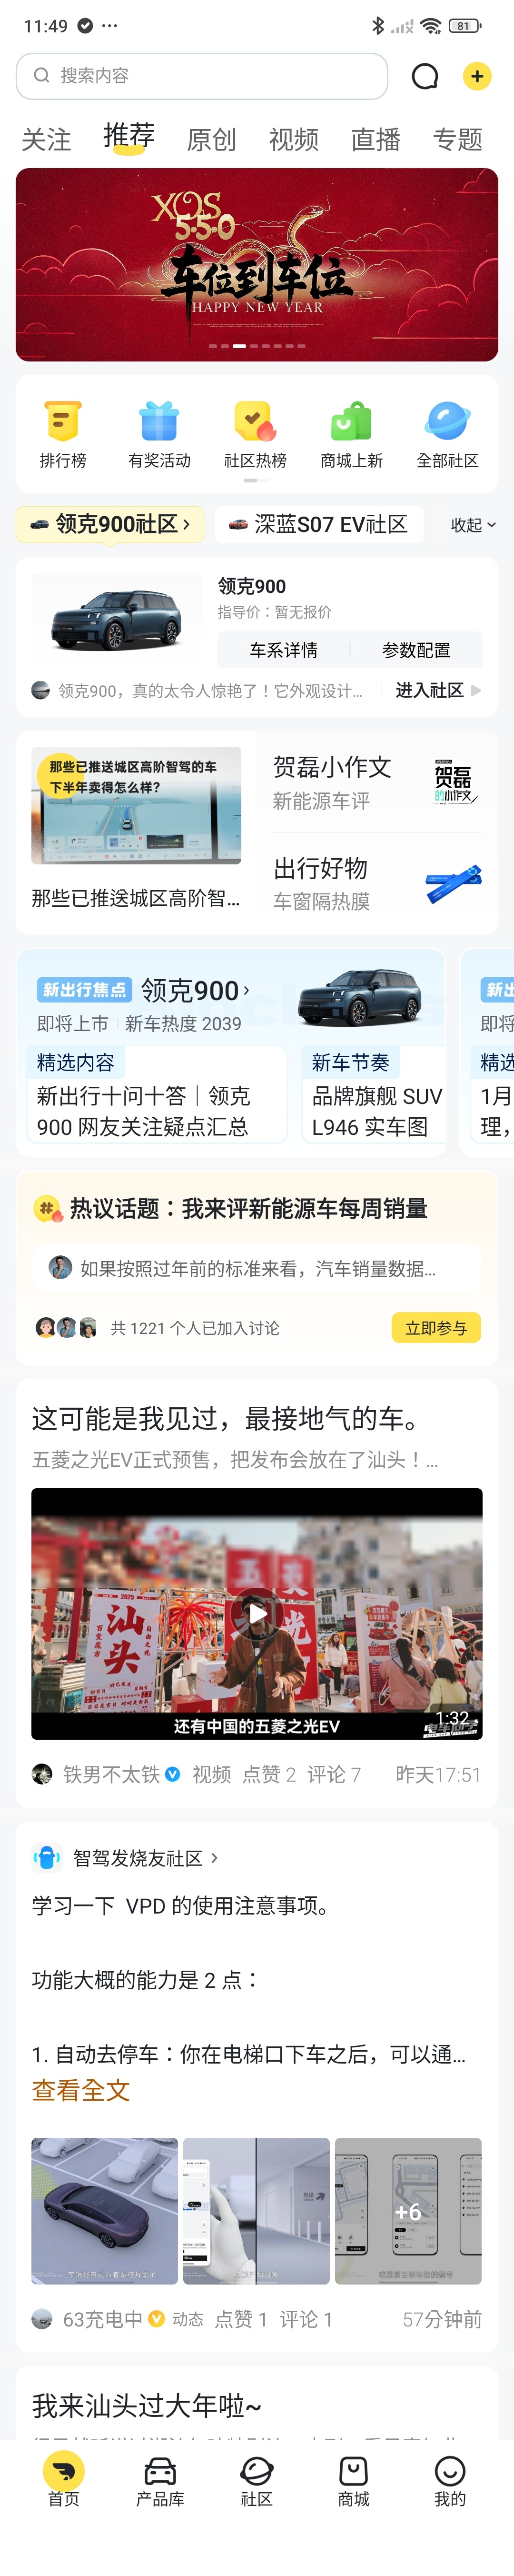 11:49
81
搜索内容
关注 推荐 原创 视频 直播 专题
XOS
5·5·0
车位到车位
HAPPY NEW YEAR
排行榜 有奖活动 社区热榜 商城上新 全部社区
领克900社区 深蓝S07 EV社区 收起
领克900
指导价：暂无报价
车系详情 参数配置
领克900，真的太令人惊艳了！它外观设计... 进入社区
那些已推送城区高阶智驾的车
下半年卖得怎么样？
那些已推送城区高阶智...
贺磊小作文
新能源车评
贺磊
的小作文
出行好物
车窗隔热膜
新出行焦点 领克900
即将上市 新车热度 2039
精选内容
新出行十问十答｜领克
900 网友关注疑点汇总
新车节奏
品牌旗舰 SUV
L946 实车图
热议话题：我来评新能源车每周销量
如果按照过年前的标准来看，汽车销量数据...
共 1221 个人已加入讨论 立即参与
这可能是我见过，最接地气的车。
五菱之光EV正式预售，把发布会放在了汕头！...
2025
汕头
还有中国的五菱之光EV
1:32
铁男不太铁 视频 点赞 2 评论 7 昨天17:51
智驾发烧友社区
学习一下 VPD 的使用注意事项。
功能大概的能力是 2 点：
1. 自动去停车：你在电梯口下车之后，可以通...
查看全文
+6
63充电中 动态 点赞 1 评论 1 57分钟前
我来汕头过大年啦~
首页 产品库 社区 商城 我的